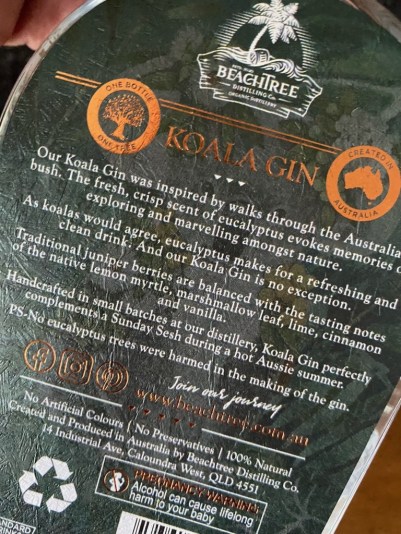 BEACHTREE
DISTILLING CO.
ORGANIC DISTILLERS
ONE BOTTLE
ONE TREE
KOALA GIN
CREATED IN
AUSTRALIA
Our Koala Gin was inspired by walks through the Australia
bush. The fresh, crisp scent of eucalyptus evokes memories o
exploring and marvelling amongst nature.
As koalas would agree, eucalyptus makes for a refreshing and
clean drink. And our Koala Gin is no exception.
Traditional juniper berries are balanced with the tasting notes
of the native lemon myrtle, marshmallow leaf, lime, cinnamon
and vanilla.
Handcrafted in small batches at our distillery, Koala Gin perfectly
complements a Sunday Sesh during a hot Aussie summer.
PS-No eucalyptus trees were harmed in the making of the gin.
Join our journey
www.beachtree.com.au
No Artificial Colours | No Preservatives | 100% Natural
Created and Produced in Australia by Beachtree Distilling Co.
14 Industrial Ave, Caloundra West, QLD 4551
PREGNANCY WARNING
Alcohol can cause lifelong
harm to your baby